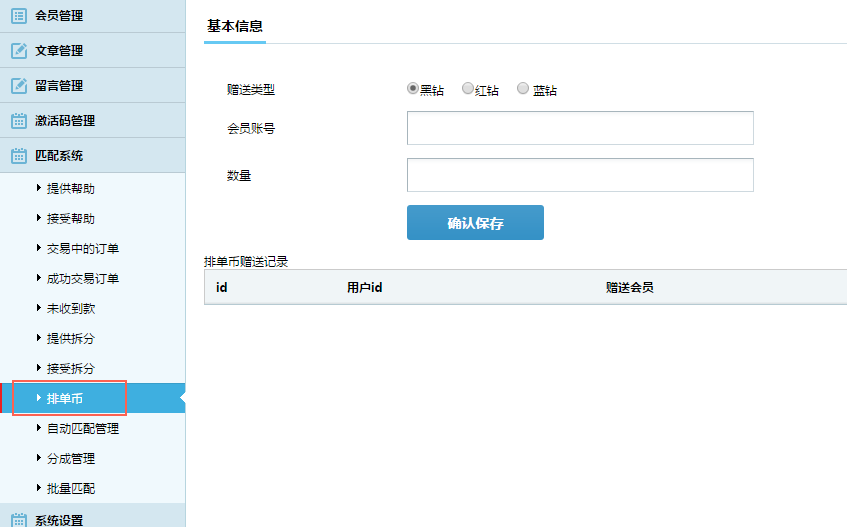 会员管理
文章管理
留言管理
激活码管理
匹配系统
提供帮助
接受帮助
交易中的订单
成功交易订单
未收到款
提供拆分
接受拆分
排单币
自动匹配管理
分成管理
批量匹配
系统设置
基本信息
赠送类型 黑钻 红钻 蓝钻
会员账号
数量
确认保存
排单币赠送记录
id 用户id 赠送会员